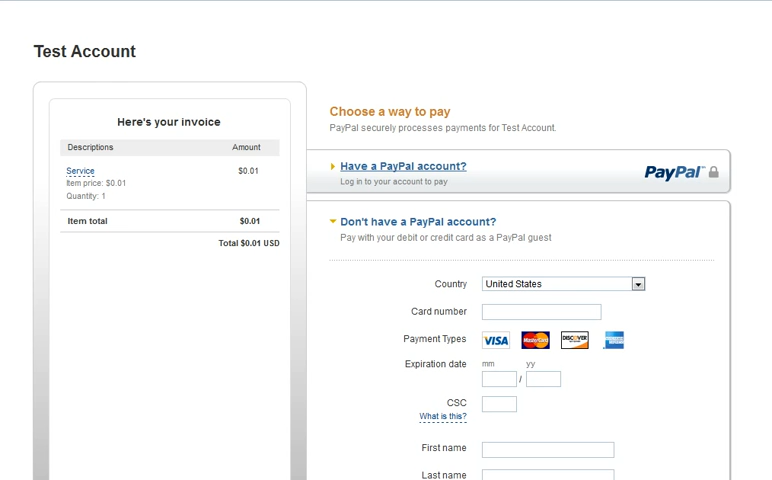 Test Account
Here's your invoice
Descriptions Amount
Service $0.01
Item price: $0.01
Quantity: 1
Item total $0.01
Total $0.01 USD
Choose a way to pay
PayPal securely processes payments for Test Account.
Have a PayPal account?
Log in to your account to pay
PayPal™
Don't have a PayPal account?
Pay with your debit or credit card as a PayPal guest
Country United States
Card number
Payment Types VISA MasterCard DISCOVER
Expiration date mm / yy
CSC
What is this?
First name
Last name